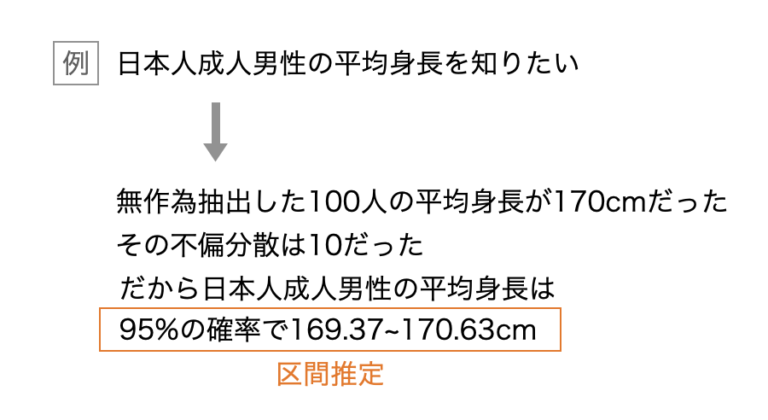 例 日本人成人男性の平均身長を知りたい
無作為抽出した100人の平均身長が170cmだった
その不偏分散は10だった
だから日本人成人男性の平均身長は
95%の確率で169.37~170.63cm
区間推定